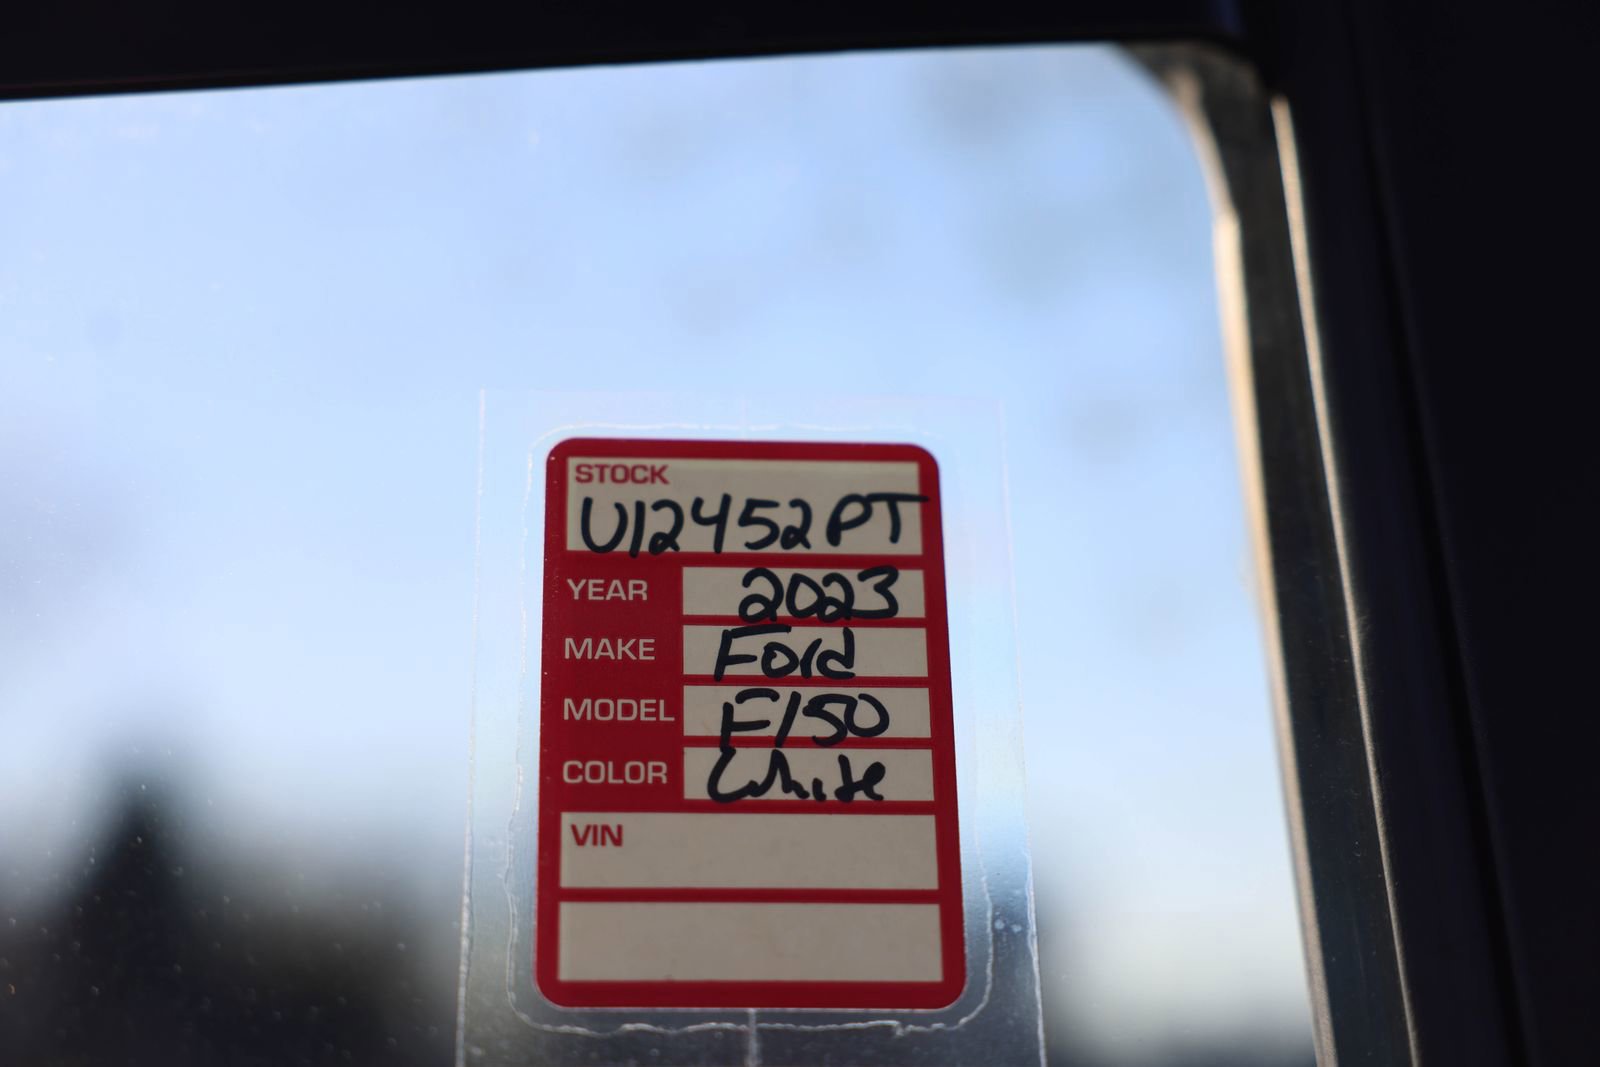 STOCK
U12452PT
YEAR 2023
MAKE Ford
MODEL F150
COLOR White
VIN